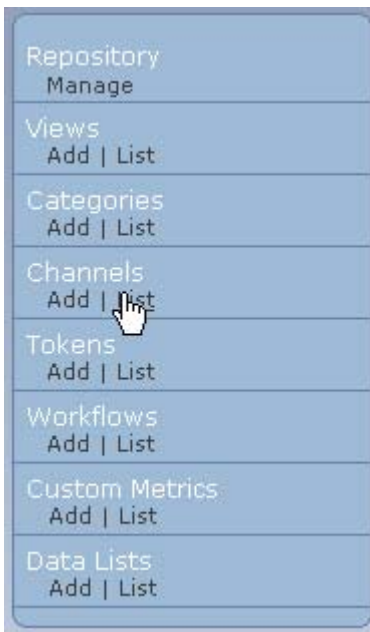 Repository
Manage
Views
Add | List
Categories
Add | List
Channels
Add | List
Tokens
Add | List
Workflows
Add | List
Custom Metrics
Add | List
Data Lists
Add | List